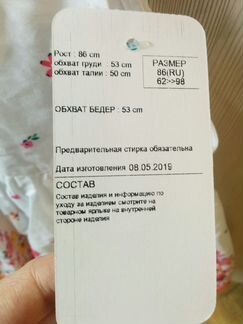 Рост : 86 cm
обхват груди : 53 cm
обхват талии : 50 cm
РАЗМЕР
86(RU)
62>>98
ОБХВАТ БЕДЕР : 53 cm
Предварительная стирка обязательна
Дата изготовления 08.05.2019
СОСТАВ
Состав изделия и информацию по
уходу за изделием смотрите на
товарном ярлыке на внутренней
стороне изделия